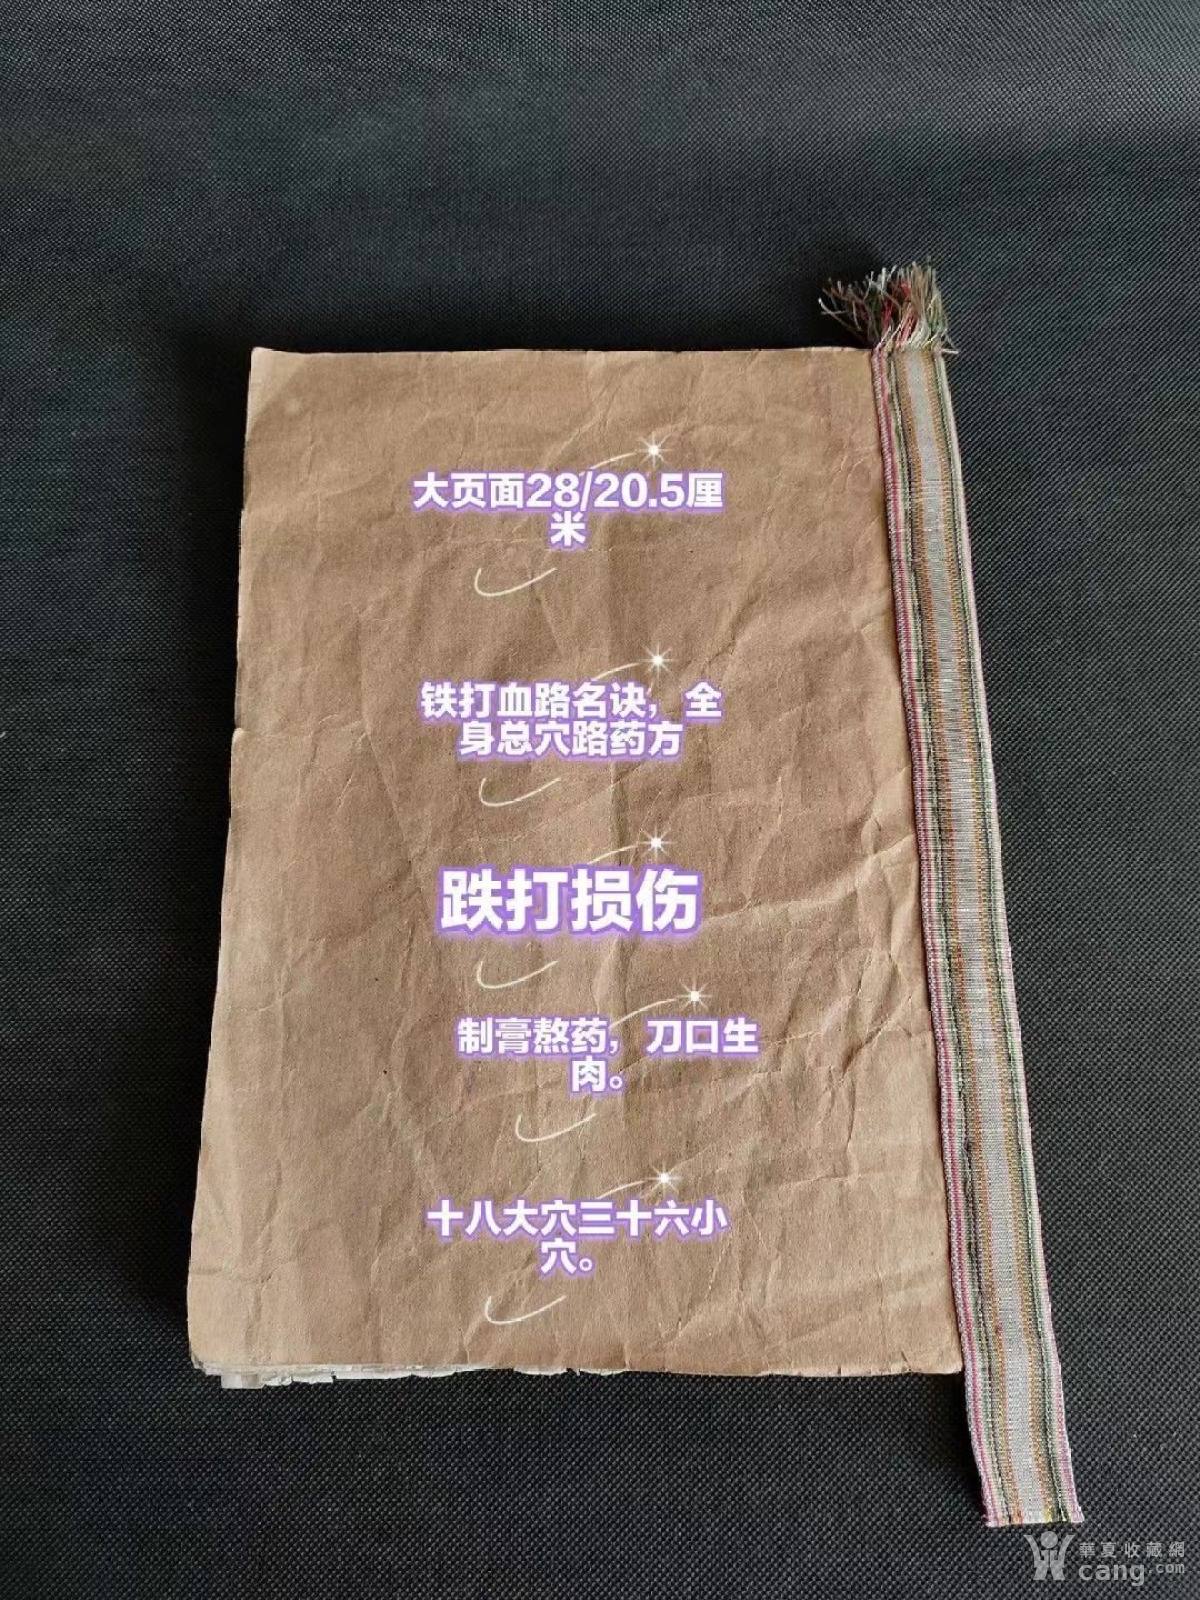 大页面28/20.5厘
米
铁打血路名诀，全
身总穴路药方
跌打损伤
制膏熬药，刀口生
肉。
十八大穴三十六小
穴。
華夏收藏網
cang.com